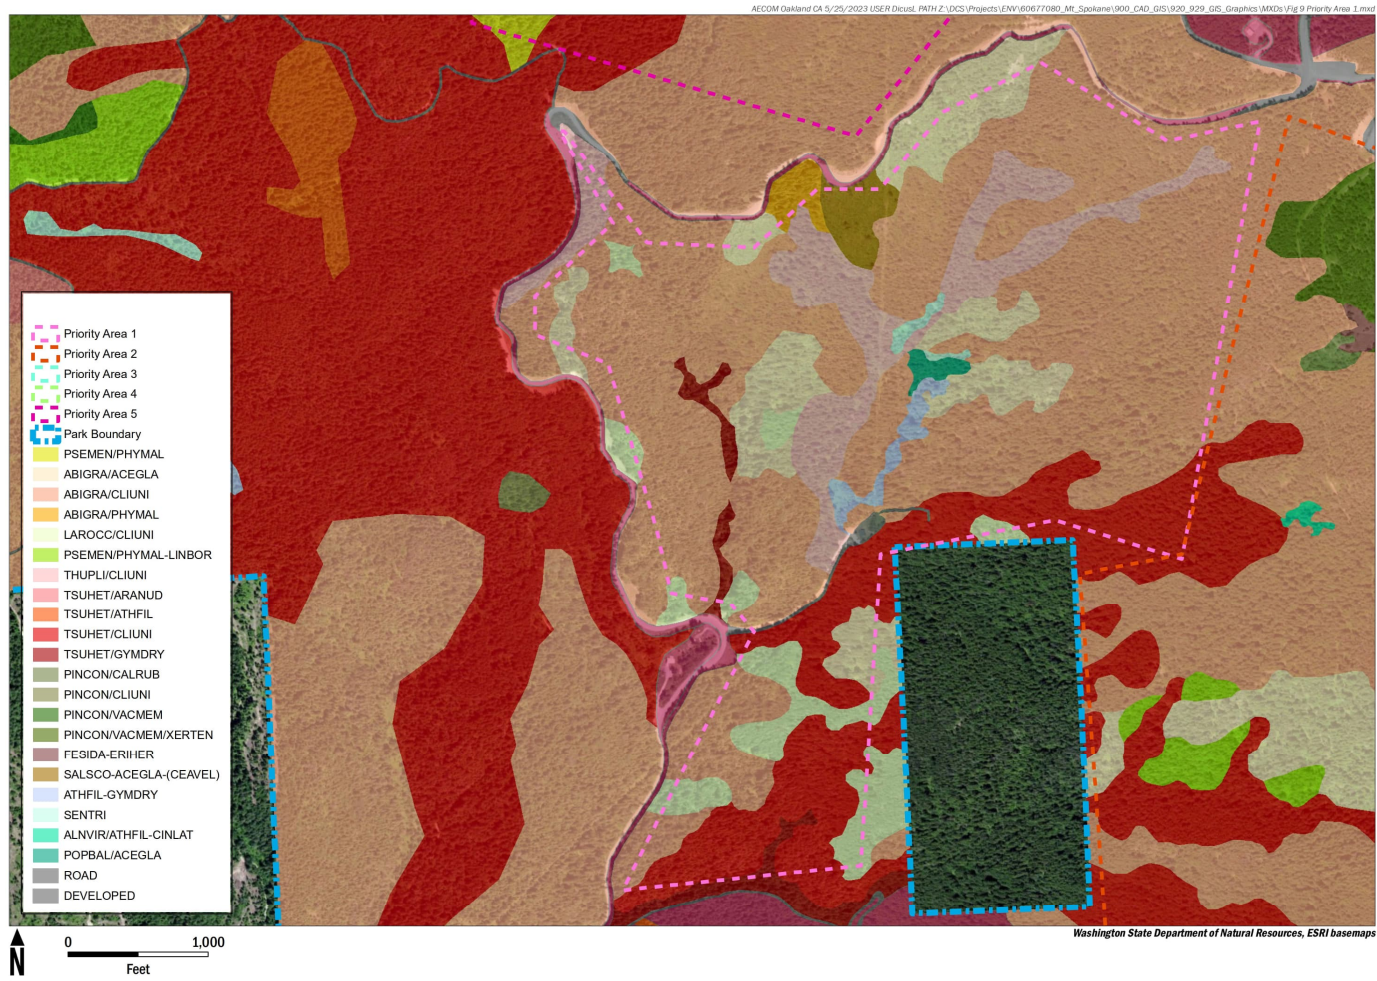 AECOM Oakland CA 5/25/2023 USER DicusL PATH Z:\DCS\Projects\ENV\60677080_Mt_Spokane\900_CAD_GIS\920_929_GIS_Graphics\MXDs\Fig 9 Priority Area 1.mxd
Priority Area 1
Priority Area 2
Priority Area 3
Priority Area 4
Priority Area 5
Park Boundary
PSEMEN/PHYMAL
ABIGRA/ACEGLA
ABIGRA/CLIUNI
ABIGRA/PHYMAL
LAROCC/CLIUNI
PSEMEN/PHYMAL-LINBOR
THUPLI/CLIUNI
TSUHET/ARANUD
TSUHET/ATHFIL
TSUHET/CLIUNI
TSUHET/GYMDRY
PINCON/CALRUB
PINCON/CLIUNI
PINCON/VACMEM
PINCON/VACMEM/XERTEN
FESIDA-ERIHER
SALSCO-ACEGLA-(CEAVEL)
ATHFIL-GYMDRY
SENTRI
ALNVIR/ATHFIL-CINLAT
POPBAL/ACEGLA
ROAD
DEVELOPED
Washington State Department of Natural Resources, ESRI basemaps
N
0 1,000
Feet